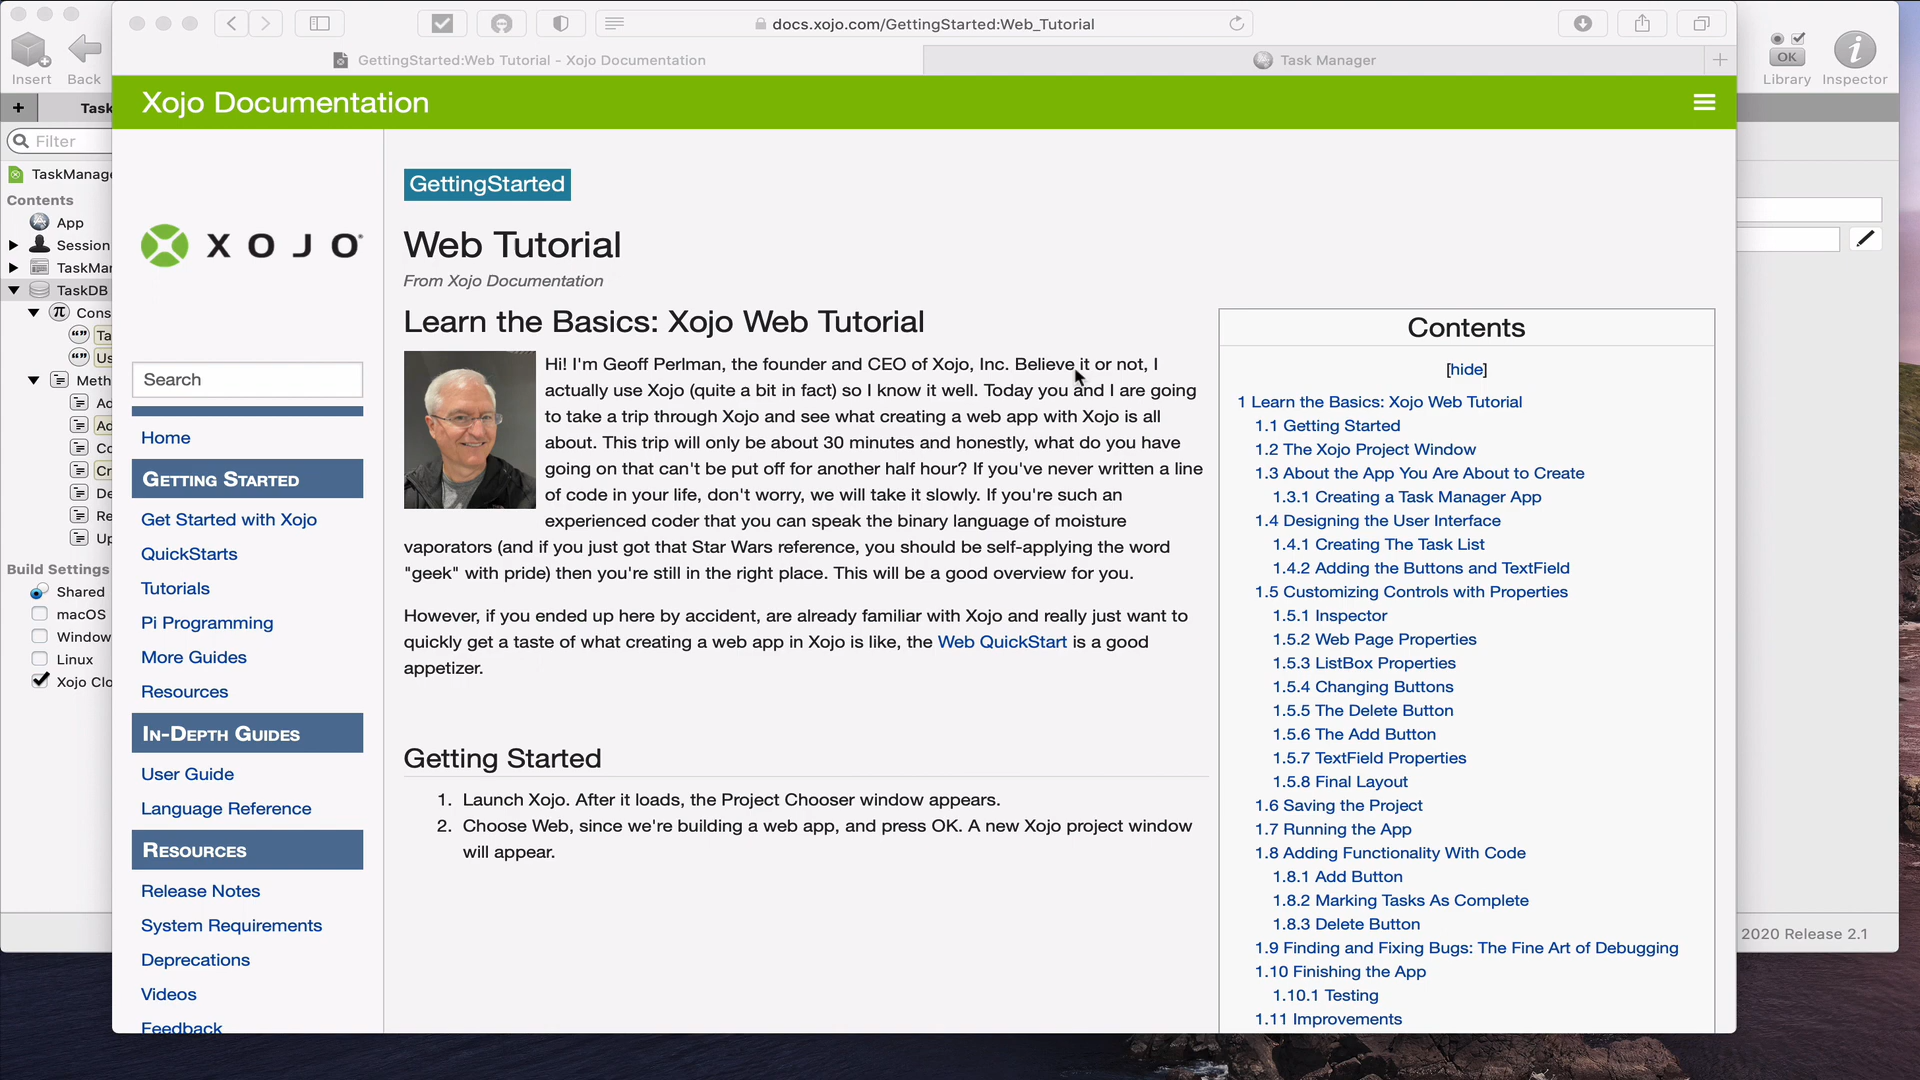 docs.xojo.com/GettingStarted:Web_Tutorial
GettingStarted:Web Tutorial - Xojo Documentation
Task Manager
Insert
Back
OK
Library
Inspector
Task
Filter
TaskManage
Contents
App
Session
TaskMan
TaskDB
Cons
Ta
Us
Meth
Ad
Ad
Co
Cr
De
Re
Up
Build Settings
Shared
macOS
Window
Linux
Xojo Clo
2020 Release 2.1
Xojo Documentation
XOJO
Search
Home
Getting Started
Get Started with Xojo
QuickStarts
Tutorials
Pi Programming
More Guides
Resources
In-Depth Guides
User Guide
Language Reference
Resources
Release Notes
System Requirements
Deprecations
Videos
Feedback
GettingStarted
Web Tutorial
From Xojo Documentation
Learn the Basics: Xojo Web Tutorial
Hi! I'm Geoff Perlman, the founder and CEO of Xojo, Inc. Believe it or not, I
actually use Xojo (quite a bit in fact) so I know it well. Today you and I are going
to take a trip through Xojo and see what creating a web app with Xojo is all
about. This trip will only be about 30 minutes and honestly, what do you have
going on that can't be put off for another half hour? If you've never written a line
of code in your life, don't worry, we will take it slowly. If you're such an
experienced coder that you can speak the binary language of moisture
vaporators (and if you just got that Star Wars reference, you should be self-applying the word
"geek" with pride) then you're still in the right place. This will be a good overview for you.
However, if you ended up here by accident, are already familiar with Xojo and really just want to
quickly get a taste of what creating a web app in Xojo is like, the Web QuickStart is a good
appetizer.
Getting Started
1. Launch Xojo. After it loads, the Project Chooser window appears.
2. Choose Web, since we're building a web app, and press OK. A new Xojo project window
will appear.
Contents
[hide]
1 Learn the Basics: Xojo Web Tutorial
1.1 Getting Started
1.2 The Xojo Project Window
1.3 About the App You Are About to Create
1.3.1 Creating a Task Manager App
1.4 Designing the User Interface
1.4.1 Creating The Task List
1.4.2 Adding the Buttons and TextField
1.5 Customizing Controls with Properties
1.5.1 Inspector
1.5.2 Web Page Properties
1.5.3 ListBox Properties
1.5.4 Changing Buttons
1.5.5 The Delete Button
1.5.6 The Add Button
1.5.7 TextField Properties
1.5.8 Final Layout
1.6 Saving the Project
1.7 Running the App
1.8 Adding Functionality With Code
1.8.1 Add Button
1.8.2 Marking Tasks As Complete
1.8.3 Delete Button
1.9 Finding and Fixing Bugs: The Fine Art of Debugging
1.10 Finishing the App
1.10.1 Testing
1.11 Improvements